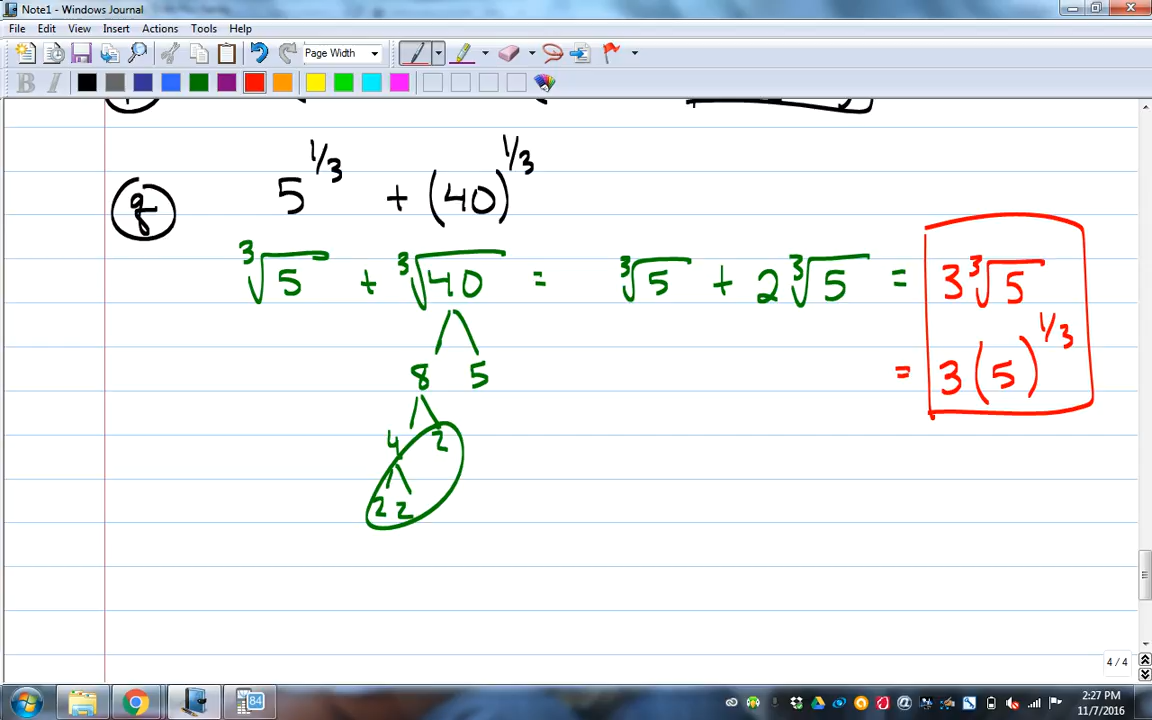 Note1 - Windows Journal
File Edit View Insert Actions Tools Help
Page Width
B I
g 5^1/3 + (40)^1/3
∛5 + ∛40 = ∛5 + 2∛5 = 3∛5
= 3(5)^1/3
8 5
4 2
2 2
4 / 4
84
2:27 PM
11/7/2016